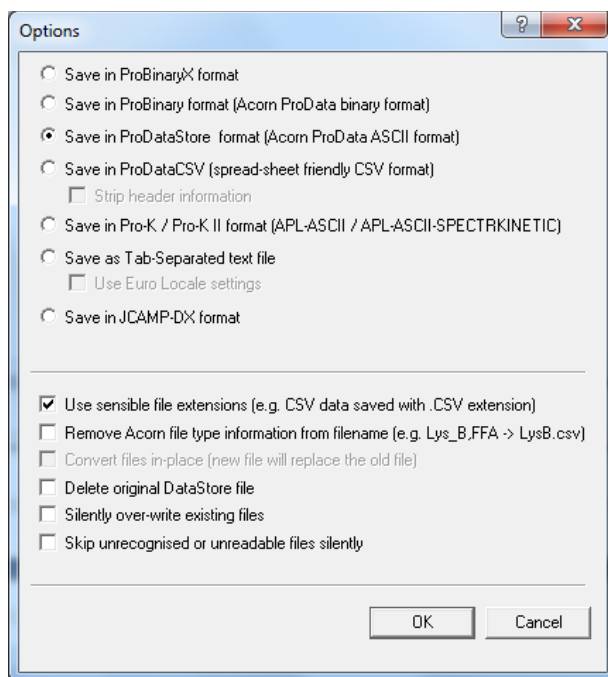 Options
Save in ProBinaryX format
Save in ProBinary format (Acorn ProData binary format)
Save in ProDataStore format (Acorn ProData ASCII format)
Save in ProDataCSV (spread-sheet friendly CSV format)
Strip header information
Save in Pro-K / Pro-K II format (APL-ASCII / APL-ASCII-SPECTRKINETIC)
Save as Tab-Separated text file
Use Euro Locale settings
Save in JCAMP-DX format
Use sensible file extensions (e.g. CSV data saved with .CSV extension)
Remove Acorn file type information from filename (e.g. Lys_B,FFA -> LysB.csv)
Convert files in-place (new file will replace the old file)
Delete original DataStore file
Silently over-write existing files
Skip unrecognised or unreadable files silently
OK Cancel